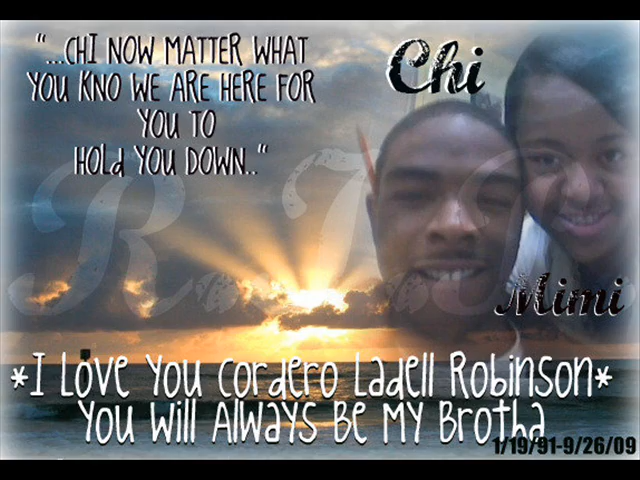 "...CHI NOW MATTER WHAT
YOU KNO WE ARE HERE FOR
YOU TO
HOLD YOU DOWN.."
Chi
R.I.P.
Mimi
*I Love You Cordero Ladell Robinson*
You Will Always Be My Brotha
1/19/91-9/26/09